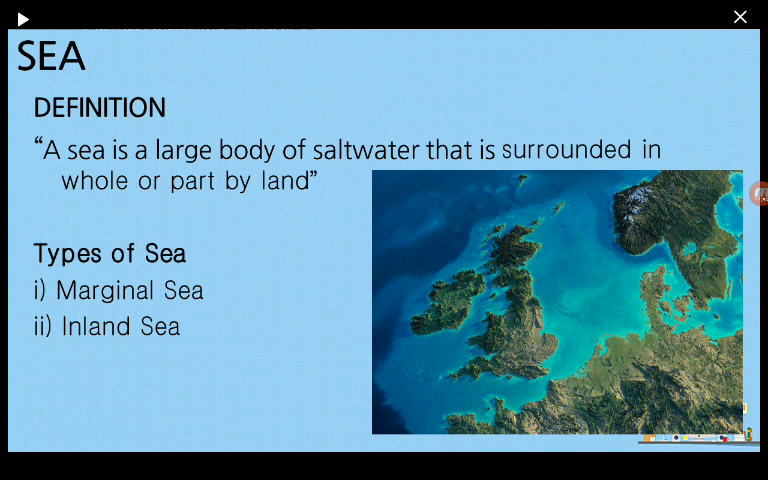 SEA
DEFINITION
“A sea is a large body of saltwater that is surrounded in
whole or part by land”
Types of Sea
i) Marginal Sea
ii) Inland Sea